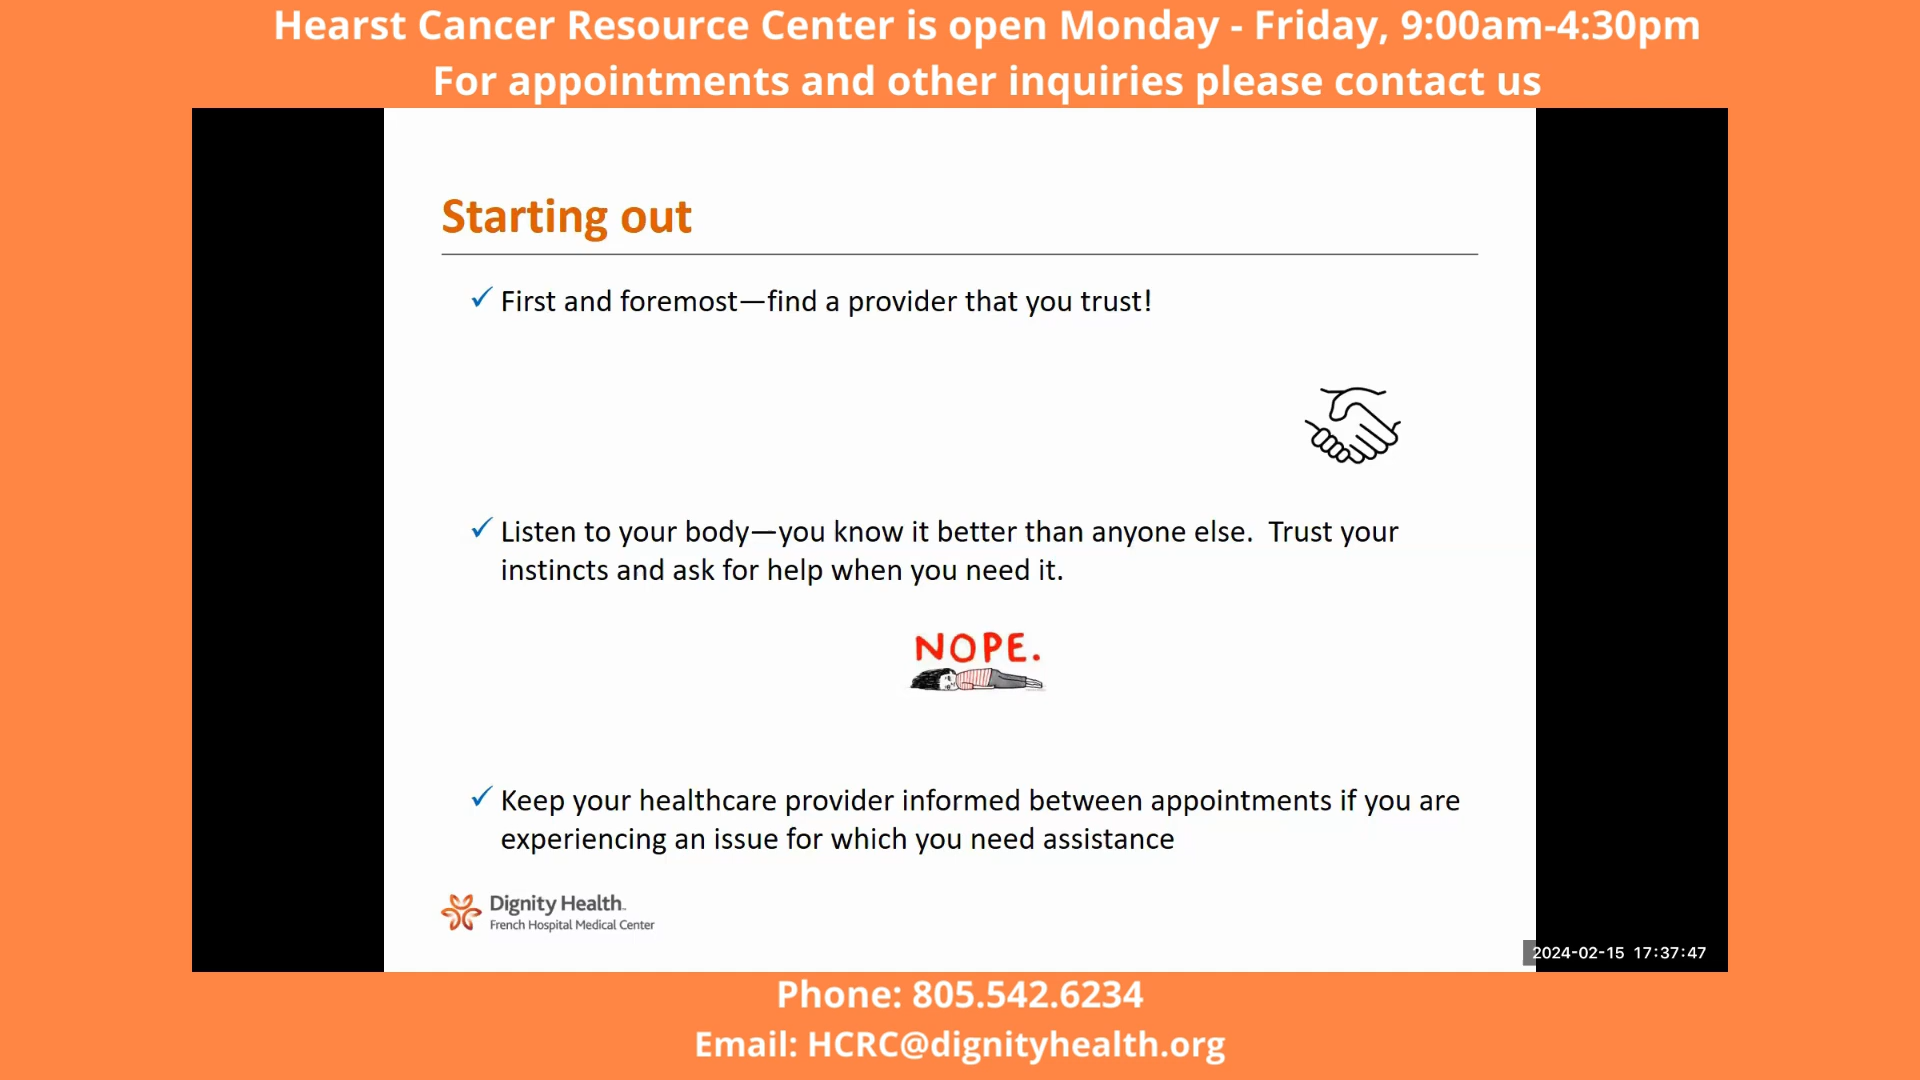 Hearst Cancer Resource Center is open Monday - Friday, 9:00am-4:30pm
For appointments and other inquiries please contact us
Starting out
✓ First and foremost—find a provider that you trust!
✓ Listen to your body—you know it better than anyone else.  Trust your
instincts and ask for help when you need it.
NOPE.
✓ Keep your healthcare provider informed between appointments if you are
experiencing an issue for which you need assistance
Dignity Health™
French Hospital Medical Center
2024-02-15 17:37:47
Phone: 805.542.6234
Email: HCRC@dignityhealth.org